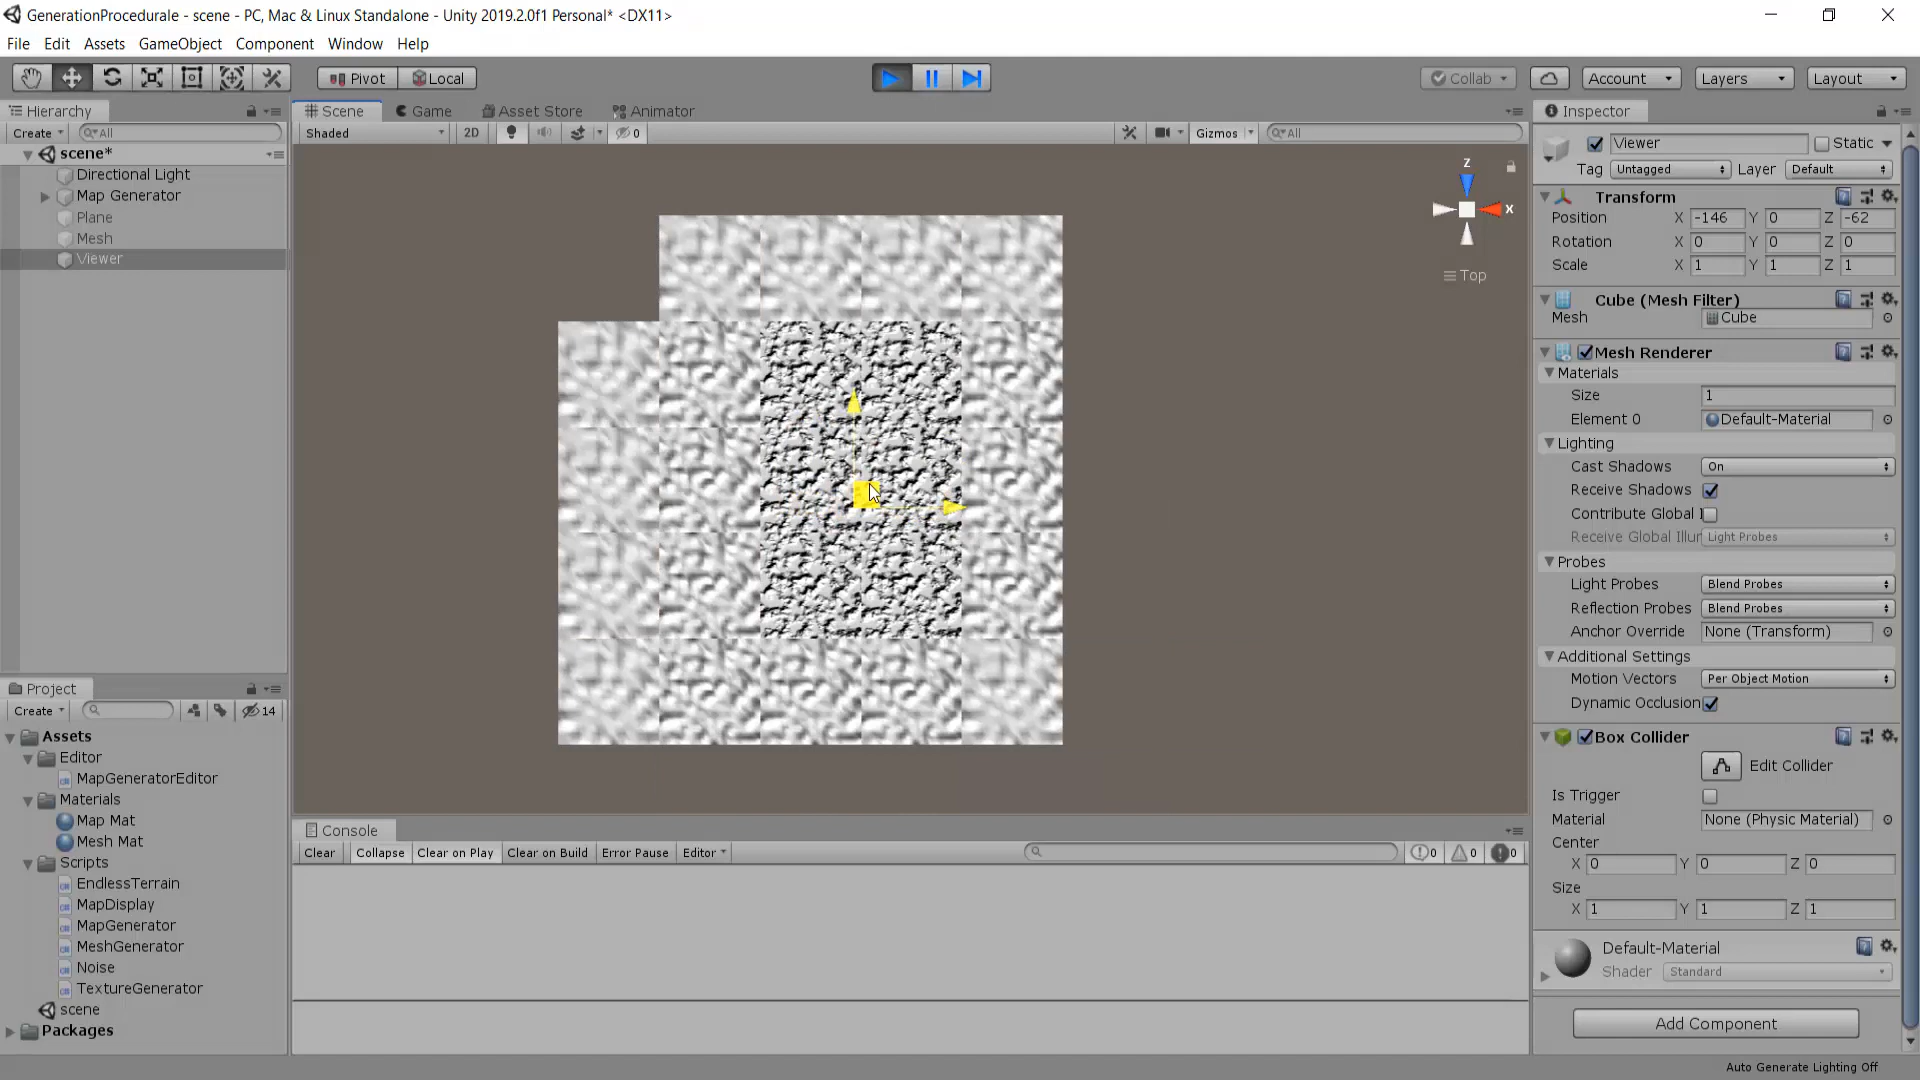 GenerationProcedurale - scene - PC, Mac & Linux Standalone - Unity 2019.2.0f1 Personal* <DX11>
File Edit Assets GameObject Component Window Help
Pivot Local Collab Account Layers Layout
Hierarchy
Create All
scene*
Directional Light
Map Generator
Plane
Mesh
Viewer
Project
Create 14
Assets
Editor
MapGeneratorEditor
Materials
Map Mat
Mesh Mat
Scripts
EndlessTerrain
MapDisplay
MapGenerator
MeshGenerator
Noise
TextureGenerator
scene
Packages
Scene Game Asset Store Animator
Shaded 2D 0 Gizmos All
z
x
Top
Console
Clear Collapse Clear on Play Clear on Build Error Pause Editor 0 0 0
Inspector
Viewer Static
Tag Untagged Layer Default
Transform
Position X -146 Y 0 Z -62
Rotation X 0 Y 0 Z 0
Scale X 1 Y 1 Z 1
Cube (Mesh Filter)
Mesh Cube
Mesh Renderer
Materials
Size 1
Element 0 Default-Material
Lighting
Cast Shadows On
Receive Shadows
Contribute Global I
Receive Global Illur Light Probes
Probes
Light Probes Blend Probes
Reflection Probes Blend Probes
Anchor Override None (Transform)
Additional Settings
Motion Vectors Per Object Motion
Dynamic Occlusion
Box Collider
Edit Collider
Is Trigger
Material None (Physic Material)
Center
X 0 Y 0 Z 0
Size
X 1 Y 1 Z 1
Default-Material
Shader Standard
Add Component
Auto Generate Lighting Off